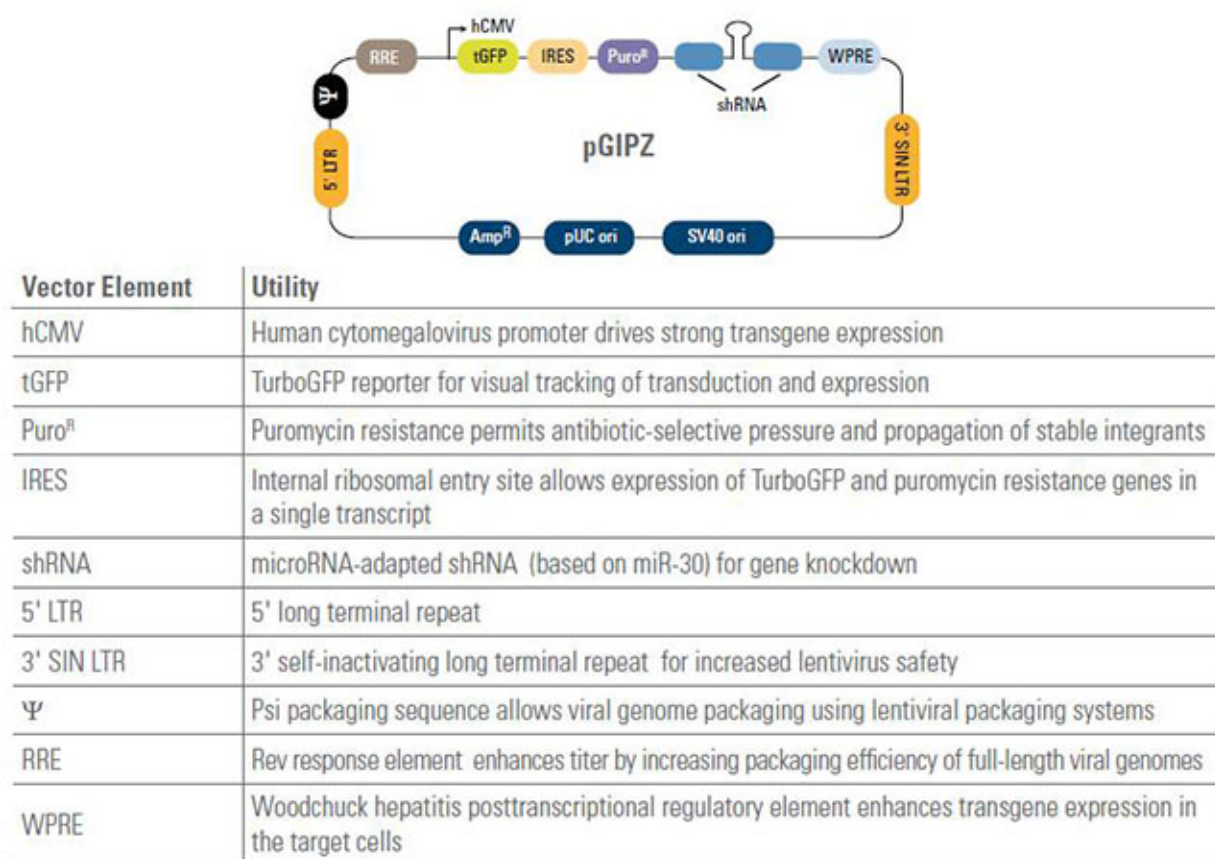 hCMV
RRE
tGFP
IRES
Puroᴿ
WPRE
shRNA
Ψ
pGIPZ
5' LTR
3' SIN LTR
Ampᴿ
pUC ori
SV40 ori
Vector Element Utility
hCMV Human cytomegalovirus promoter drives strong transgene expression
tGFP TurboGFP reporter for visual tracking of transduction and expression
Puroᴿ Puromycin resistance permits antibiotic-selective pressure and propagation of stable integrants
IRES Internal ribosomal entry site allows expression of TurboGFP and puromycin resistance genes in
a single transcript
shRNA microRNA-adapted shRNA (based on miR-30) for gene knockdown
5' LTR 5' long terminal repeat
3' SIN LTR 3' self-inactivating long terminal repeat for increased lentivirus safety
Ψ Psi packaging sequence allows viral genome packaging using lentiviral packaging systems
RRE Rev response element enhances titer by increasing packaging efficiency of full-length viral genomes
WPRE Woodchuck hepatitis posttranscriptional regulatory element enhances transgene expression in
the target cells